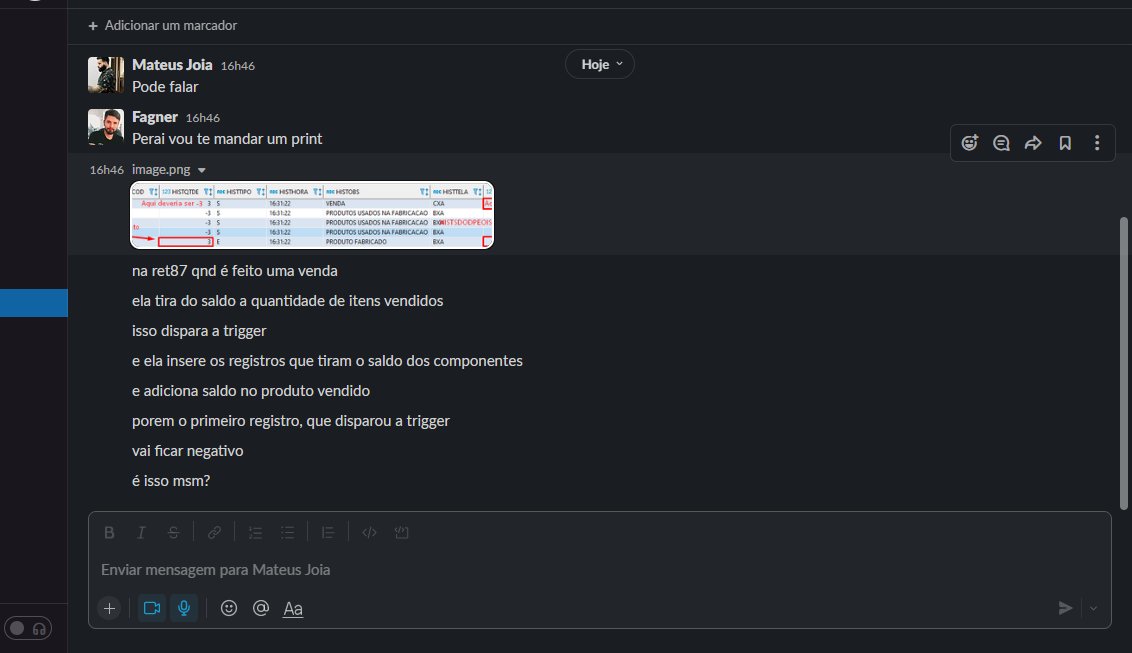 + Adicionar um marcador
Mateus Joia 16h46
Hoje
Pode falar
Fagner 16h46
Perai vou te mandar um print
16h46 image.png
COD HISTQTDE HISTTIPO HISTHORA HISTOBS HISTTELA
Aqui deveria ser -3 3 S 16:31:22 VENDA CXA
-3 S 16:31:22 PRODUTOS USADOS NA FABRICACAO BXA
-3 S 16:31:22 PRODUTOS USADOS NA FABRICACAO
-3 S 16:31:22 PRODUTOS USADOS NA FABRICACAO BXA
3 E 16:31:22 PRODUTO FABRICADO BXA
na ret87 qnd é feito uma venda
ela tira do saldo a quantidade de itens vendidos
isso dispara a trigger
e ela insere os registros que tiram o saldo dos componentes
e adiciona saldo no produto vendido
porem o primeiro registro, que disparou a trigger
vai ficar negativo
é isso msm?
B I S
Enviar mensagem para Mateus Joia
+ @ Aa